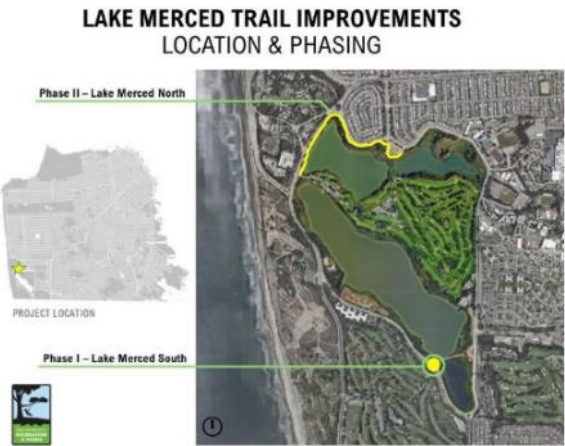 LAKE MERCED TRAIL IMPROVEMENTS
LOCATION & PHASING
Phase II – Lake Merced North
PROJECT LOCATION
Phase I – Lake Merced South